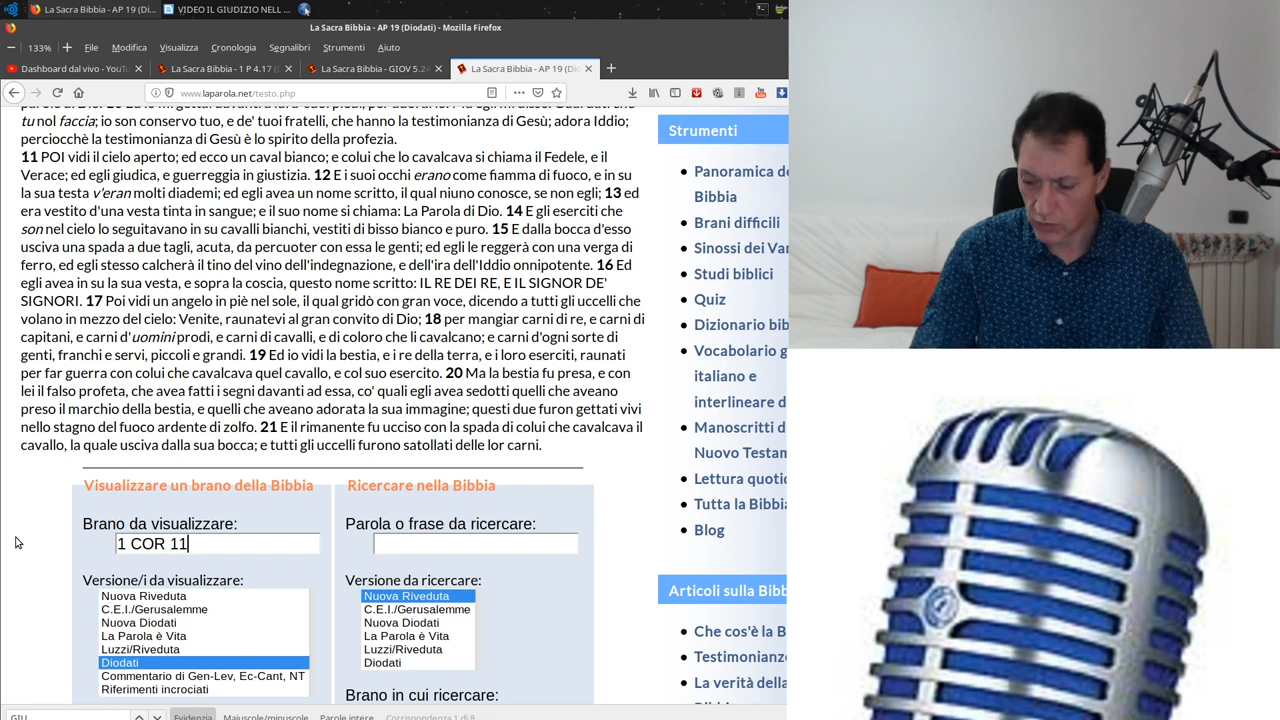 Dashboard dal vivo - You
Firefox
La Sacra Bibbia - AP 19 (Di...
VIDEO IL GIUDIZIO NELL ...
La Sacra Bibbia - AP 19 (Diodati) - Mozilla Firefox
133% File Modifica Visualizza Cronologia Segnalibri Strumenti Aiuto
Dashboard dal vivo - YouTu La Sacra Bibbia - 1 P 4.17 ( La Sacra Bibbia - GIOV 5.24 La Sacra Bibbia - AP 19 (Dio
www.laparola.net/testo.php
tu nol faccia; io son conservo tuo, e de' tuoi fratelli, che hanno la testimonianza di Gesù; adora Iddio;
perciocchè la testimonianza di Gesù è lo spirito della profezia.
11 POI vidi il cielo aperto; ed ecco un caval bianco; e colui che lo cavalcava si chiama il Fedele, e il
Verace; ed egli giudica, e guerreggia in giustizia. 12 E i suoi occhi erano come fiamma di fuoco, e in su
la sua testa v'eran molti diademi; ed egli avea un nome scritto, il qual niuno conosce, se non egli; 13 ed
era vestito d'una vesta tinta in sangue; e il suo nome si chiama: La Parola di Dio. 14 E gli eserciti che
son nel cielo lo seguitavano in su cavalli bianchi, vestiti di bisso bianco e puro. 15 E dalla bocca d'esso
usciva una spada a due tagli, acuta, da percuoter con essa le genti; ed egli le reggerà con una verga di
ferro, ed egli stesso calcherà il tino del vino dell'indegnazione, e dell'ira dell'Iddio onnipotente. 16 Ed
egli avea in su la sua vesta, e sopra la coscia, questo nome scritto: IL RE DEI RE, E IL SIGNOR DE'
SIGNORI. 17 Poi vidi un angelo in piè nel sole, il qual gridò con gran voce, dicendo a tutti gli uccelli che
volano in mezzo del cielo: Venite, raunatevi al gran convito di Dio; 18 per mangiar carni di re, e carni di
capitani, e carni d'uomini prodi, e carni di cavalli, e di coloro che li cavalcano; e carni d'ogni sorte di
genti, franchi e servi, piccoli e grandi. 19 Ed io vidi la bestia, e i re della terra, e i loro eserciti, raunati
per far guerra con colui che cavalcava quel cavallo, e col suo esercito. 20 Ma la bestia fu presa, e con
lei il falso profeta, che avea fatti i segni davanti ad essa, co' quali egli avea sedotti quelli che aveano
preso il marchio della bestia, e quelli che aveano adorata la sua immagine; questi due furon gettati vivi
nello stagno del fuoco ardente di zolfo. 21 E il rimanente fu ucciso con la spada di colui che cavalcava il
cavallo, la quale usciva dalla sua bocca; e tutti gli uccelli furono satollati delle lor carni.
Visualizzare un brano della Bibbia
Brano da visualizzare:
1 COR 11
Versione/i da visualizzare:
Nuova Riveduta
C.E.I./Gerusalemme
Nuova Diodati
La Parola è Vita
Luzzi/Riveduta
Diodati
Commentario di Gen-Lev, Ec-Cant, NT
Riferimenti incrociati
Ricercare nella Bibbia
Parola o frase da ricercare:
Versione da ricercare:
Nuova Riveduta
C.E.I./Gerusalemme
Nuova Diodati
La Parola è Vita
Luzzi/Riveduta
Diodati
Brano in cui ricercare:
Strumenti
Panoramica de
Bibbia
Brani difficili
Sinossi dei Van
Studi biblici
Quiz
Dizionario bib
Vocabolario g
italiano e
interlineare d
Manoscritti d
Nuovo Testam
Lettura quoti
Tutta la Bibbi
Blog
Articoli sulla Bibb
Che cos'è la B
Testimonianz
La verità della
GIU Evidenzia Maiuscole/minuscole Parole intere Corrispondenza 1 di 8